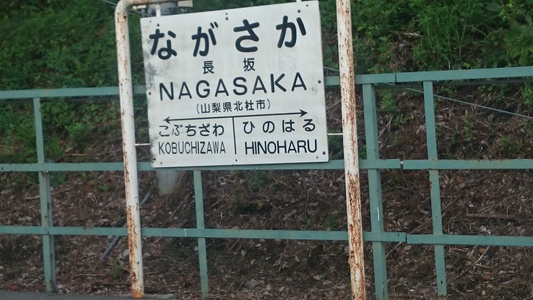 ながさか
長坂
NAGASAKA
(山梨県北杜市)
こぶちざわ ひのはる
KOBUCHIZAWA HINOHARU